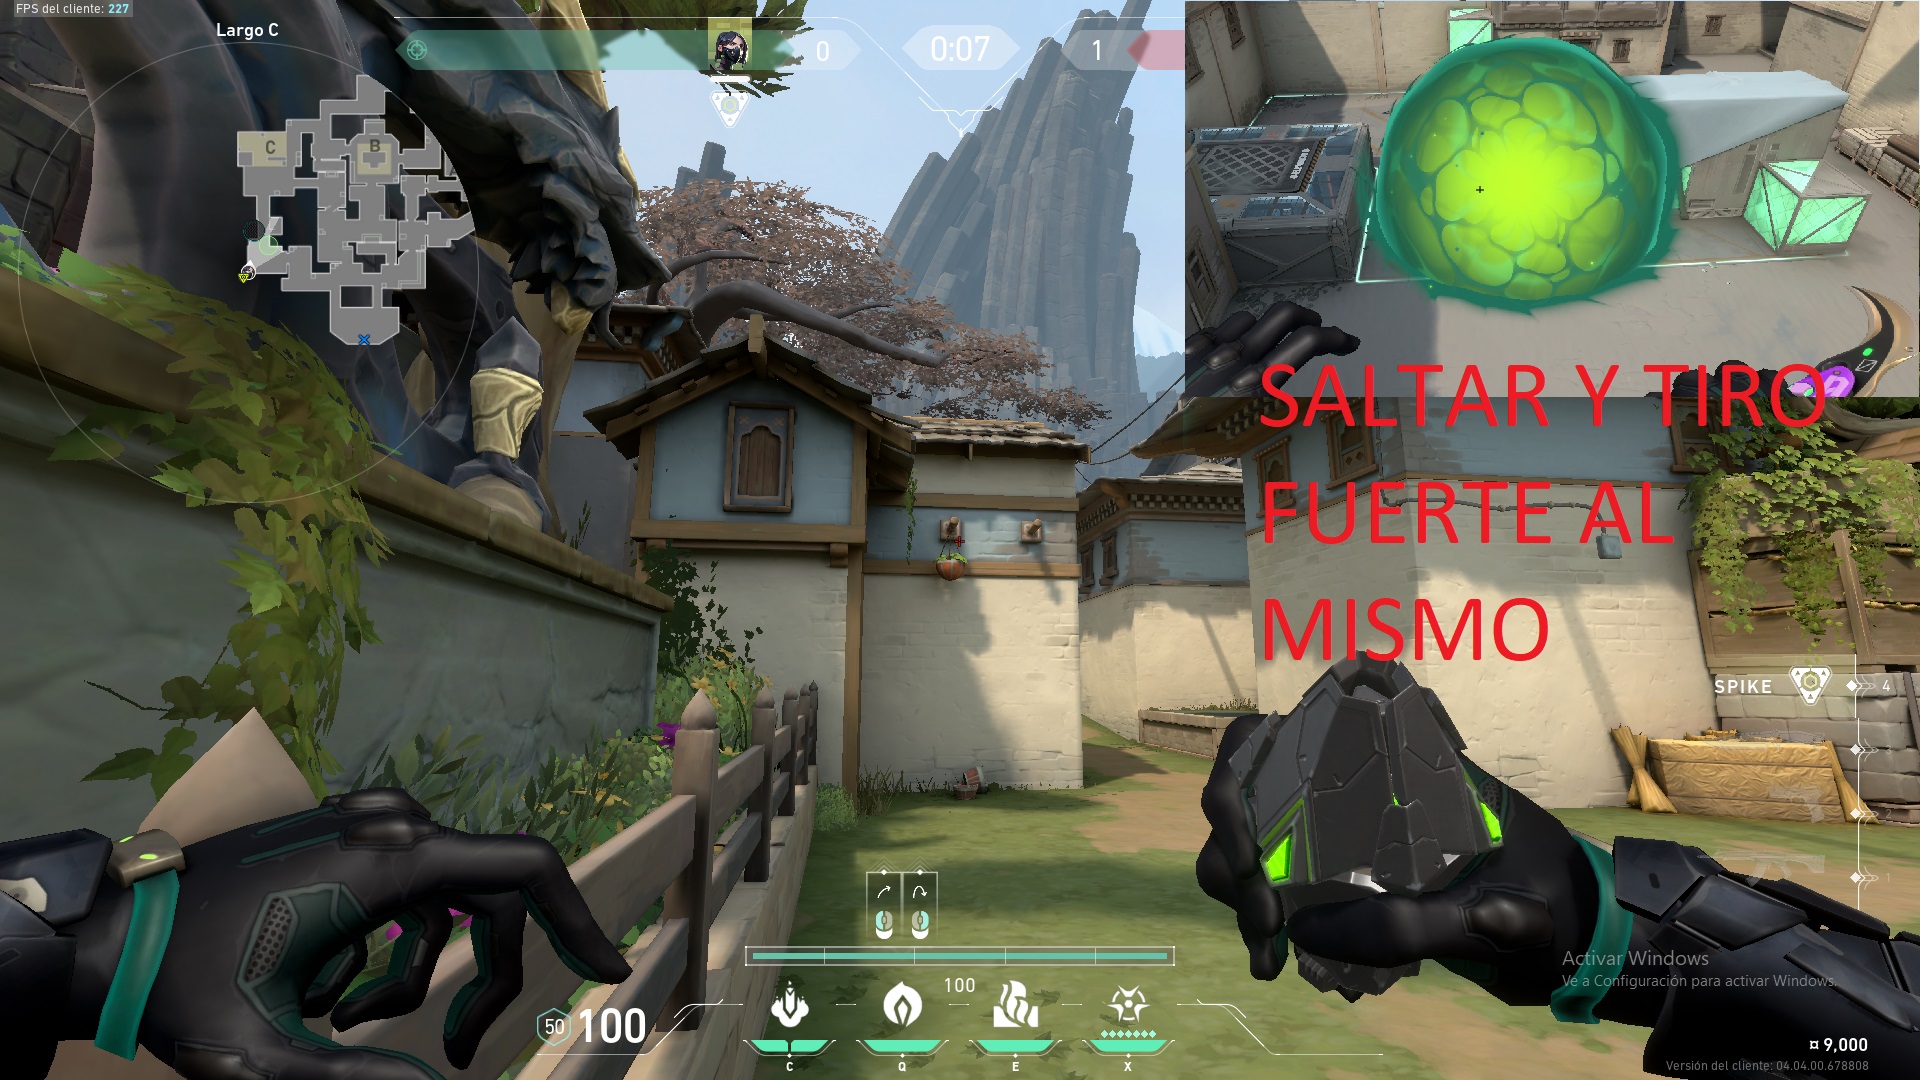 FPS del cliente: 227
Largo C
0
0:07
1
C
B
SALTAR Y TIRO
FUERTE AL
MISMO
SPIKE
4
1
Activar Windows
Ve a Configuración para activar Windows.
100
50
100
C
Q
E
X
¤ 9,000
Versión del cliente: 04.04.00.678808